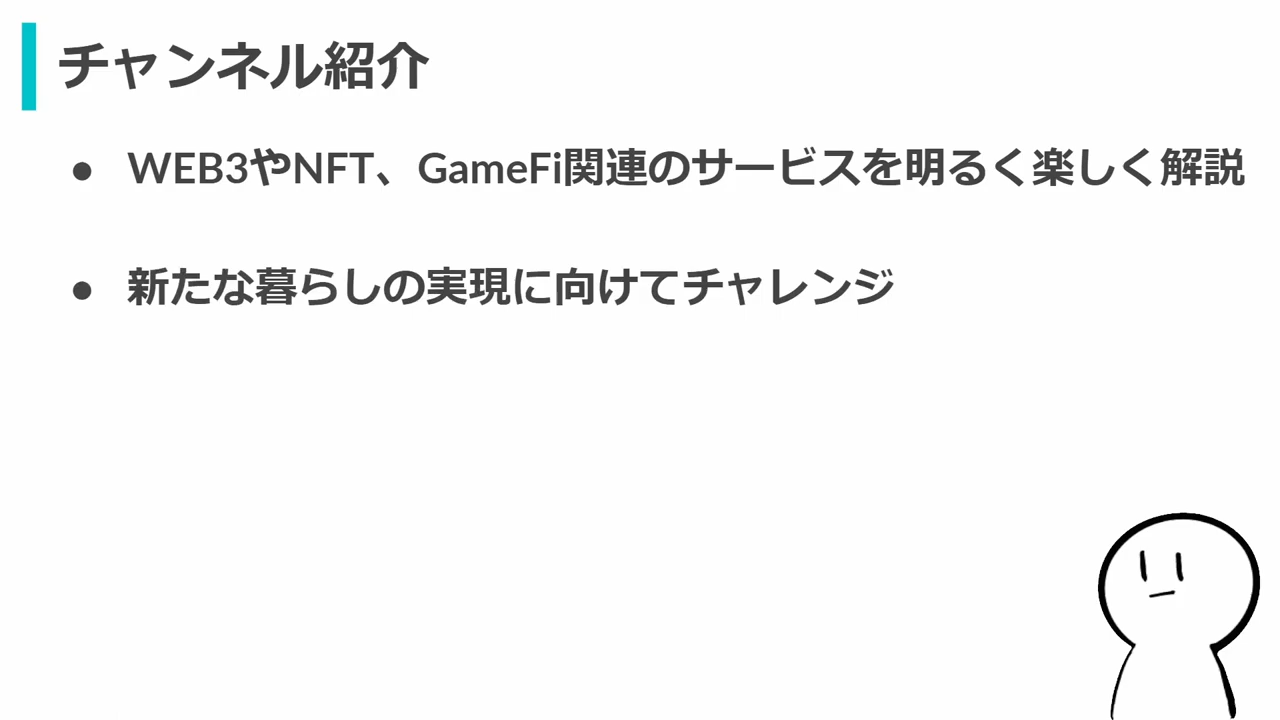 チャンネル紹介
● WEB3やNFT、GameFi関連のサービスを明るく楽しく解説
● 新たな暮らしの実現に向けてチャレンジ